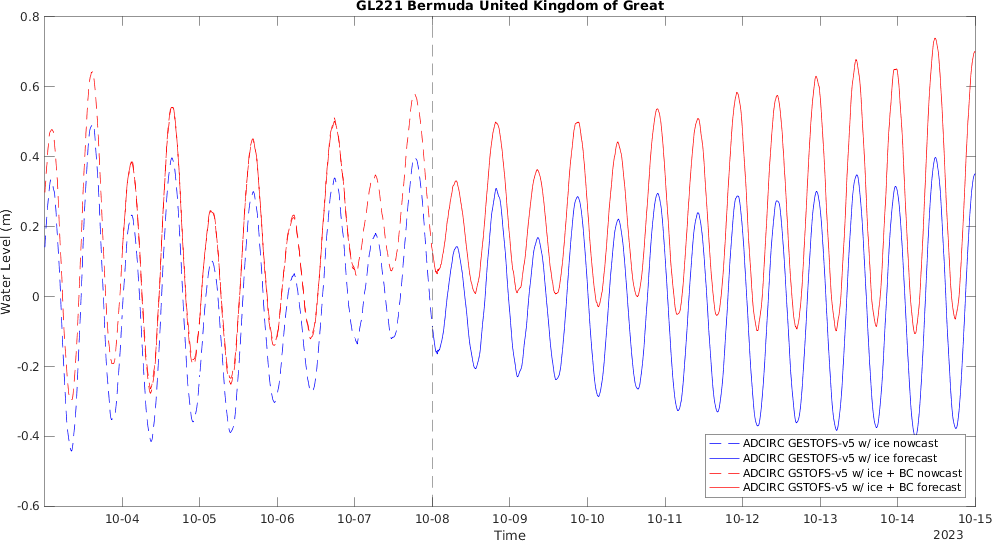 GL221 Bermuda United Kingdom of Great
0.8
0.6
0.4
0.2
0
-0.2
-0.4
-0.6
Water Level (m)
10-04 10-05 10-06 10-07 10-08 10-09 10-10 10-11 10-12 10-13 10-14 10-15
Time
2023
ADCIRC GESTOFS-v5 w/ ice nowcast
ADCIRC GESTOFS-v5 w/ ice forecast
ADCIRC GSTOFS-v5 w/ ice + BC nowcast
ADCIRC GSTOFS-v5 w/ ice + BC forecast